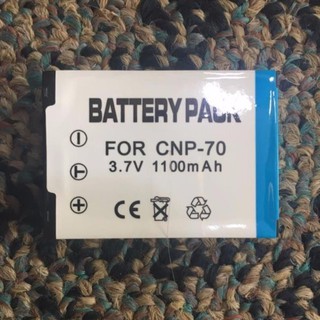 BATTERY PACK
FOR CNP-70
3.7V 1100mAh
CE